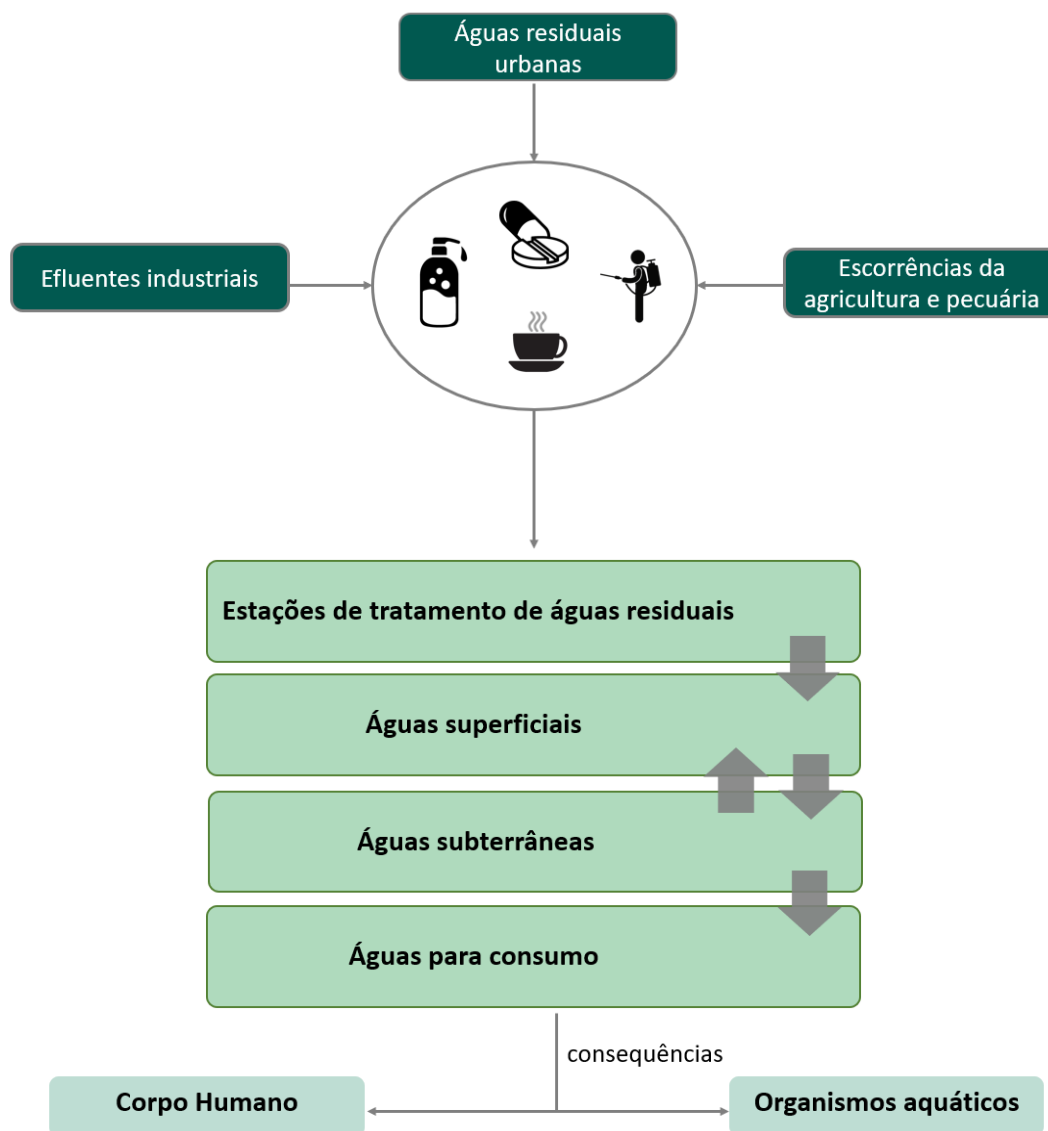 Águas residuais
urbanas
Efluentes industriais
Escorrências da
agricultura e pecuária
Estações de tratamento de águas residuais
Águas superficiais
Águas subterrâneas
Águas para consumo
consequências
Corpo Humano
Organismos aquáticos